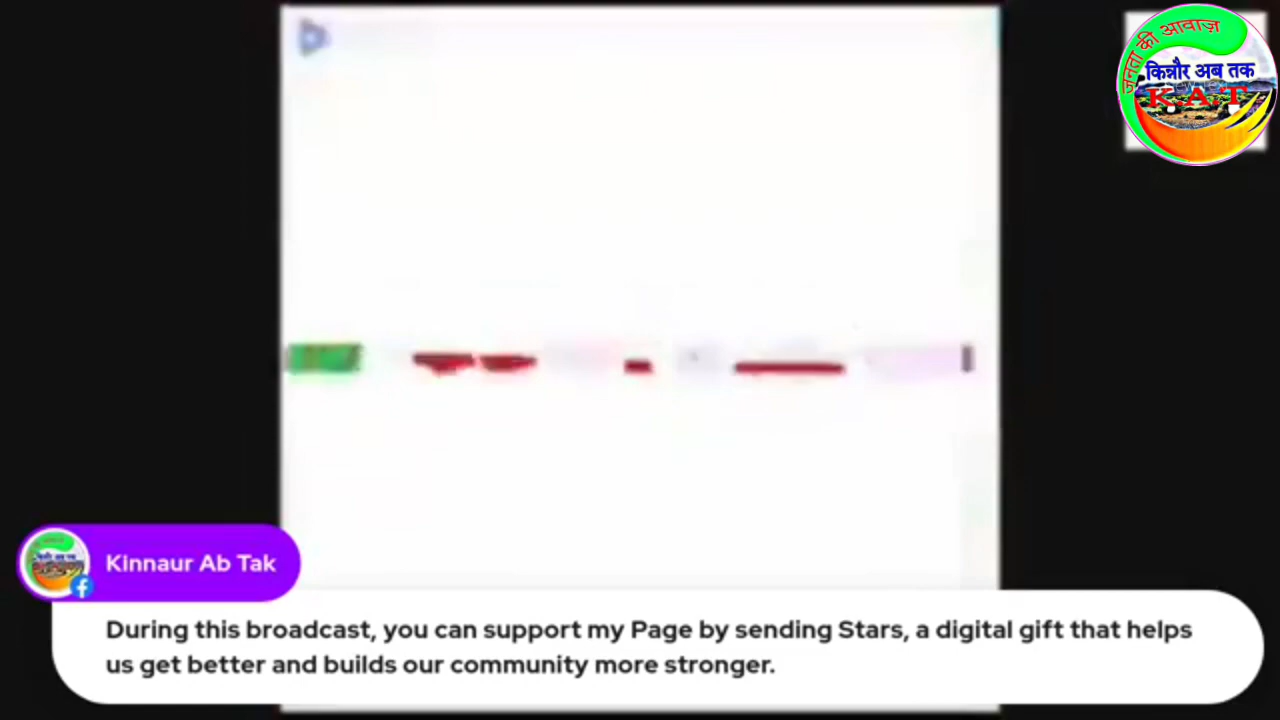 जनता की आवाज़
किन्नौर अब तक
K.A.T
Kinnaur Ab Tak
During this broadcast, you can support my Page by sending Stars, a digital gift that helps
us get better and builds our community more stronger.